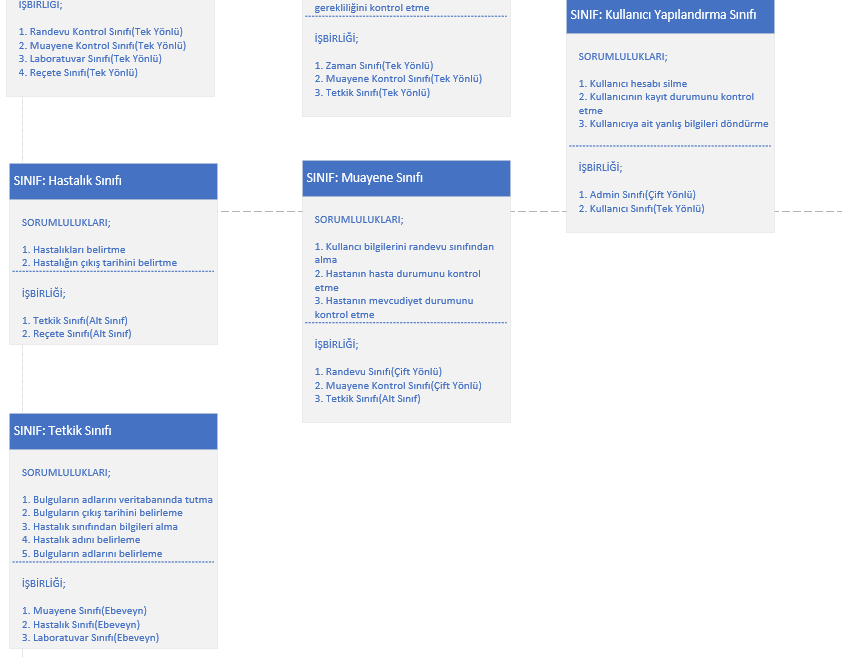 İŞBİRLİĞİ;
1. Randevu Kontrol Sınıfı(Tek Yönlü)
2. Muayene Kontrol Sınıfı(Tek Yönlü)
3. Laboratuvar Sınıfı(Tek Yönlü)
4. Reçete Sınıfı(Tek Yönlü)
gerekliliğini kontrol etme
İŞBİRLİĞİ;
1. Zaman Sınıfı(Tek Yönlü)
2. Muayene Kontrol Sınıfı(Tek Yönlü)
3. Tetkik Sınıfı(Tek Yönlü)
SINIF: Kullanıcı Yapılandırma Sınıfı
SORUMLULUKLARI;
1. Kullanıcı hesabı silme
2. Kullanıcının kayıt durumunu kontrol
etme
3. Kullanıcıya ait yanlış bilgileri döndürme
İŞBİRLİĞİ;
1. Admin Sınıfı(Çift Yönlü)
2. Kullanıcı Sınıfı(Tek Yönlü)
SINIF: Hastalık Sınıfı
SORUMLULUKLARI;
1. Hastalıkları belirtme
2. Hastalığın çıkış tarihini belirtme
İŞBİRLİĞİ;
1. Tetkik Sınıfı(Alt Sınıf)
2. Reçete Sınıfı(Alt Sınıf)
SINIF: Muayene Sınıfı
SORUMLULUKLARI;
1. Kullancı bilgilerini randevu sınıfından
alma
2. Hastanın hasta durumunu kontrol
etme
3. Hastanın mevcudiyet durumunu
kontrol etme
İŞBİRLİĞİ;
1. Randevu Sınıfı(Çift Yönlü)
2. Muayene Kontrol Sınıfı(Çift Yönlü)
3. Tetkik Sınıfı(Alt Sınıf)
SINIF: Tetkik Sınıfı
SORUMLULUKLARI;
1. Bulguların adlarını veritabanında tutma
2. Bulguların çıkış tarihini belirleme
3. Hastalık sınıfından bilgileri alma
4. Hastalık adını belirleme
5. Bulguların adlarını belirleme
İŞBİRLİĞİ;
1. Muayene Sınıfı(Ebeveyn)
2. Hastalık Sınıfı(Ebeveyn)
3. Laboratuvar Sınıfı(Ebeveyn)